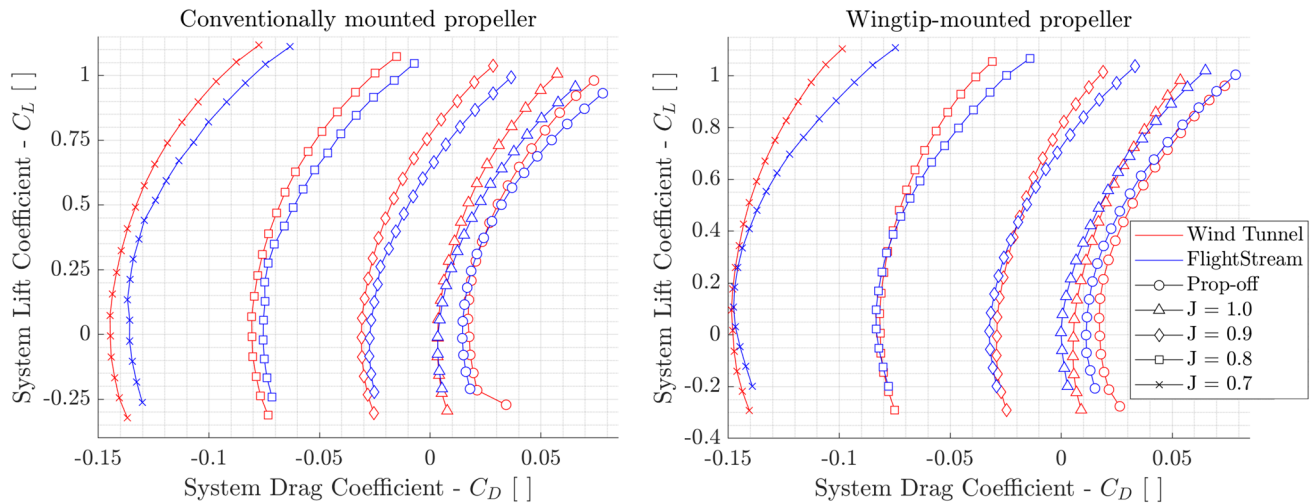 Conventionally mounted propeller
System Lift Coefficient - C_L [ ]
1
0.75
0.5
0.25
0
-0.25
-0.15
-0.1
-0.05
0
0.05
System Drag Coefficient - C_D [ ]
Wingtip-mounted propeller
System Lift Coefficient - C_L [ ]
1
0.8
0.6
0.4
0.2
0
-0.2
-0.4
-0.15
-0.1
-0.05
0
0.05
System Drag Coefficient - C_D [ ]
Wind Tunnel
FlightStream
Prop-off
J = 1.0
J = 0.9
J = 0.8
J = 0.7